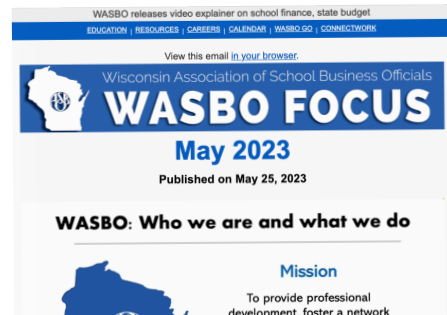 WASBO releases video explainer on school finance, state budget
EDUCATION | RESOURCES | CAREERS | CALENDAR | WASBO GO | CONNECTWORK
View this email in your browser.
Wisconsin Association of School Business Officials
WASBO FOCUS
May 2023
Published on May 25, 2023
WASBO: Who we are and what we do
Mission
To provide professional
development, foster a network